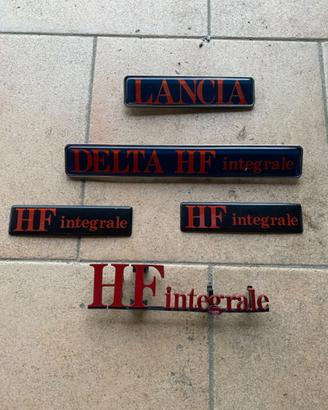 LANCIA
DELTA HF integrale
HF integrale
HF integrale
HF integrale